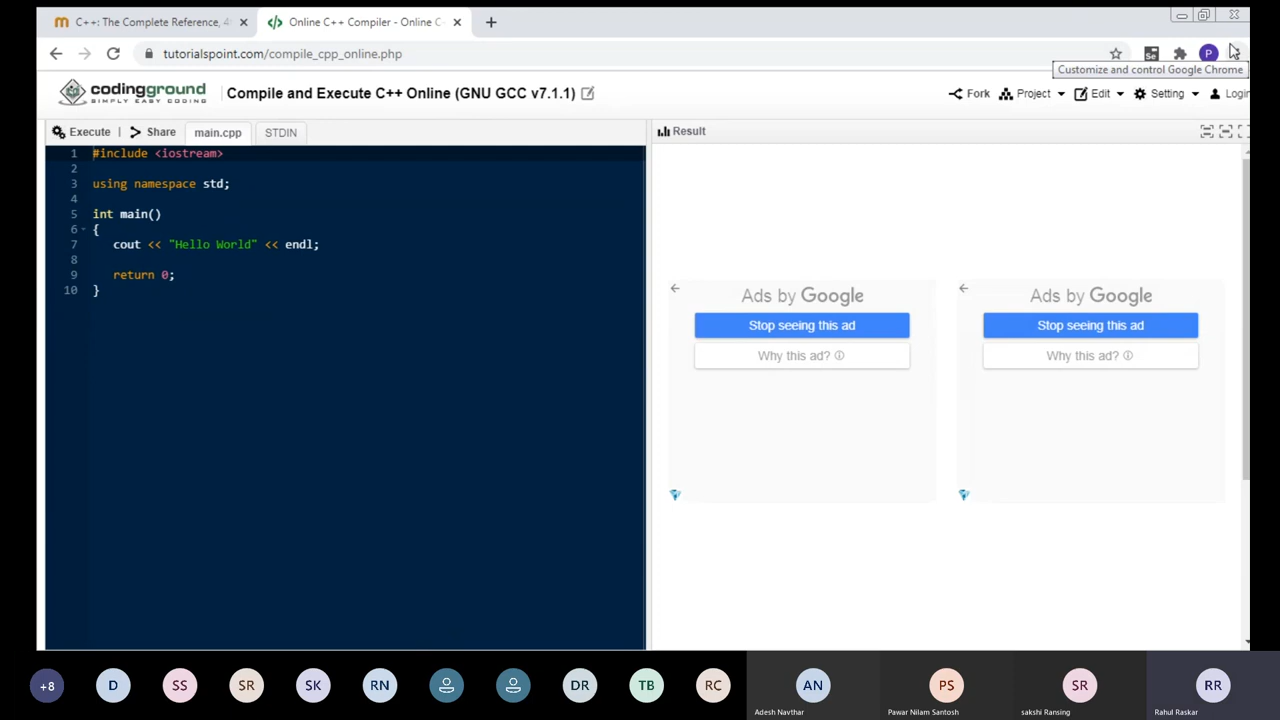 C++: The Complete Reference, 4
Online C++ Compiler - Online C
tutorialspoint.com/compile_cpp_online.php
Se
P
Customize and control Google Chrome
codingground
SIMPLY EASY CODING
Compile and Execute C++ Online (GNU GCC v7.1.1)
Fork
Project
Edit
Setting
Login
Execute
Share
main.cpp
STDIN
Result
1 #include <iostream>
2
3 using namespace std;
4
5 int main()
6 {
7 cout << "Hello World" << endl;
8
9 return 0;
10 }
Ads by Google
Stop seeing this ad
Why this ad?
Ads by Google
Stop seeing this ad
Why this ad?
+8
D
SS
SR
SK
RN
DR
TB
RC
AN
Adesh Navthar
PS
Pawar Nilam Santosh
SR
sakshi Ransing
RR
Rahul Raskar